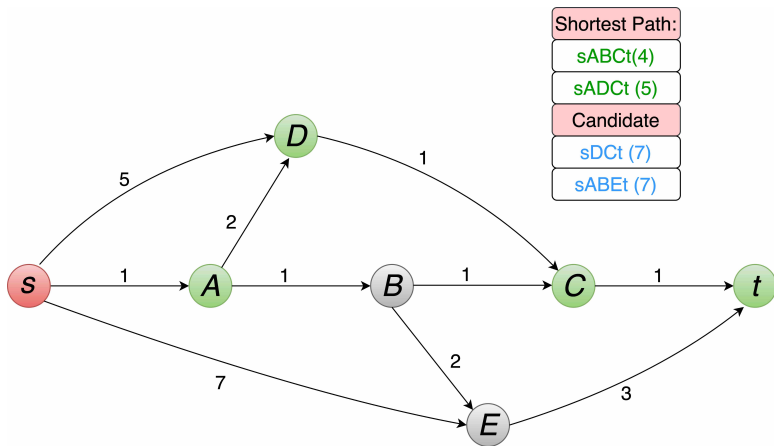 Shortest Path:
sABCt(4)
sADCt (5)
Candidate
sDCt (7)
sABEt (7)
D
5
1
2
s
1
A
1
B
1
C
1
t
2
7
3
E